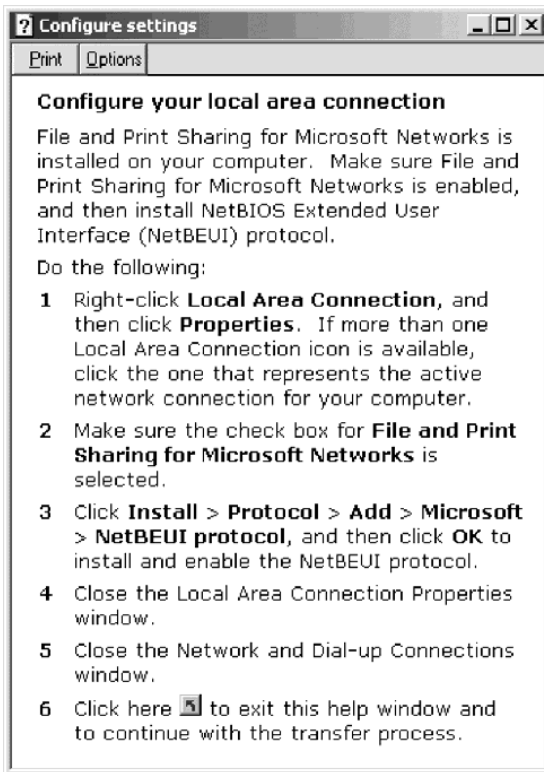 Configure settings
Print Options
Configure your local area connection
File and Print Sharing for Microsoft Networks is
installed on your computer. Make sure File and
Print Sharing for Microsoft Networks is enabled,
and then install NetBIOS Extended User
Interface (NetBEUI) protocol.
Do the following:
1 Right-click Local Area Connection, and
then click Properties. If more than one
Local Area Connection icon is available,
click the one that represents the active
network connection for your computer.
2 Make sure the check box for File and Print
Sharing for Microsoft Networks is
selected.
3 Click Install > Protocol > Add > Microsoft
> NetBEUI protocol, and then click OK to
install and enable the NetBEUI protocol.
4 Close the Local Area Connection Properties
window.
5 Close the Network and Dial-up Connections
window.
6 Click here to exit this help window and
to continue with the transfer process.